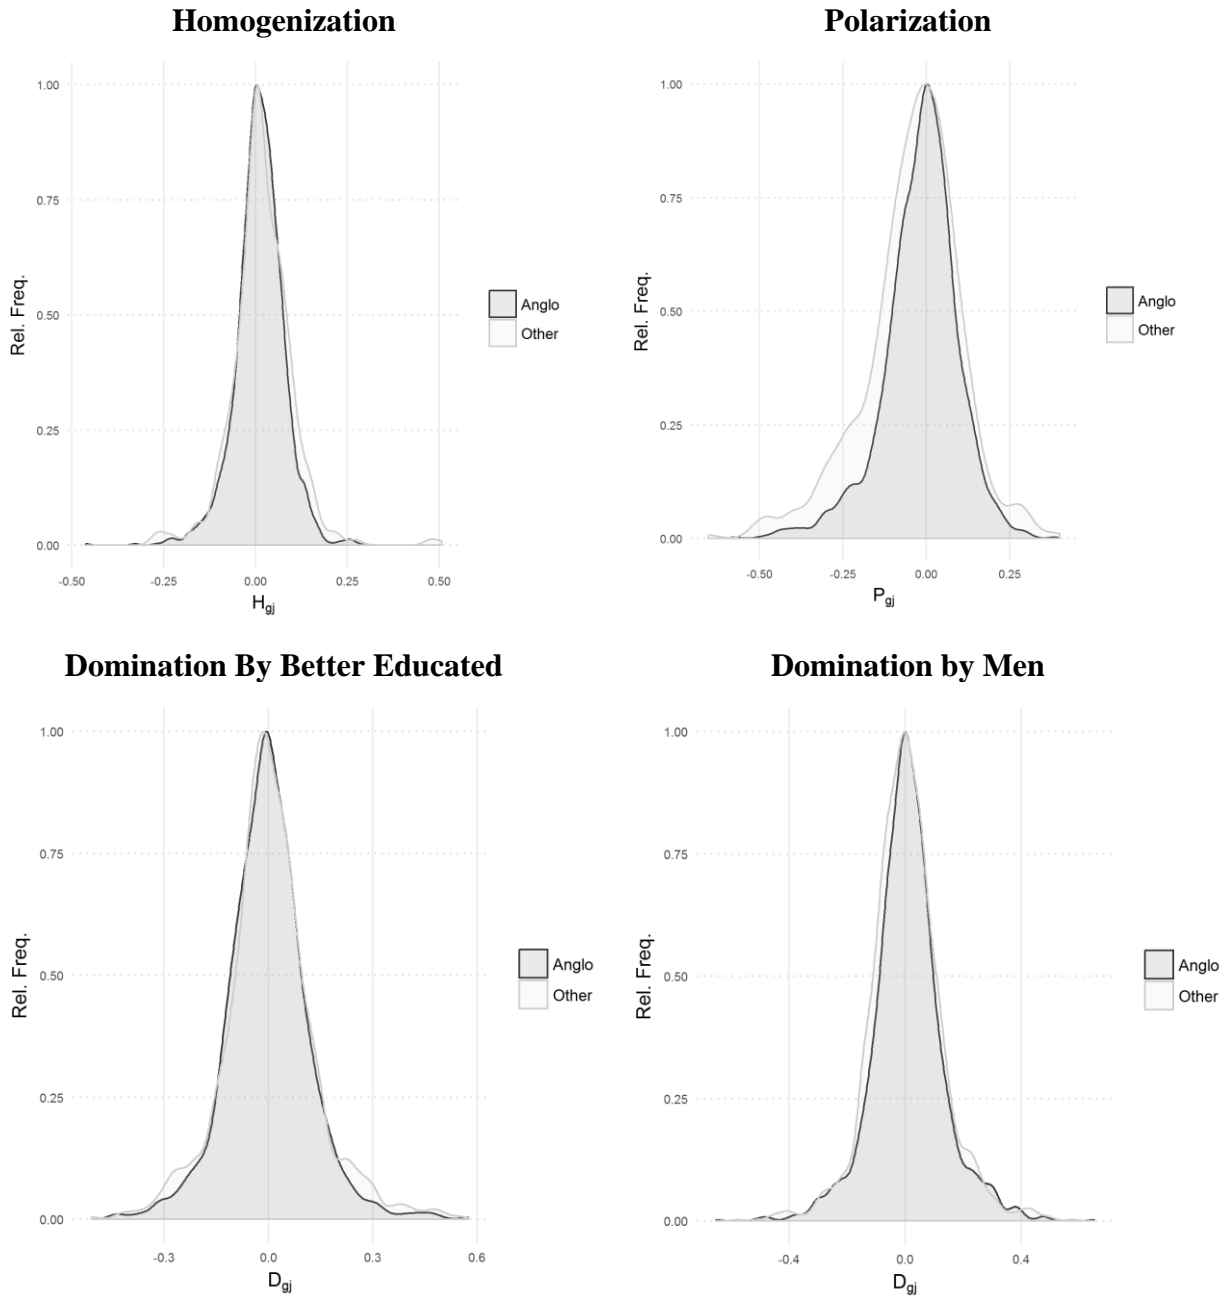 Homogenization
1.00
0.75
0.50
0.25
0.00
Rel. Freq.
-0.50 -0.25 0.00 0.25 0.50
H_gj
Anglo
Other
Polarization
1.00
0.75
0.50
0.25
0.00
Rel. Freq.
-0.50 -0.25 0.00 0.25
P_gj
Anglo
Other
Domination By Better Educated
1.00
0.75
0.50
0.25
0.00
Rel. Freq.
-0.3 0.0 0.3 0.6
D_gj
Anglo
Other
Domination by Men
1.00
0.75
0.50
0.25
0.00
Rel. Freq.
-0.4 0.0 0.4
D_gj
Anglo
Other